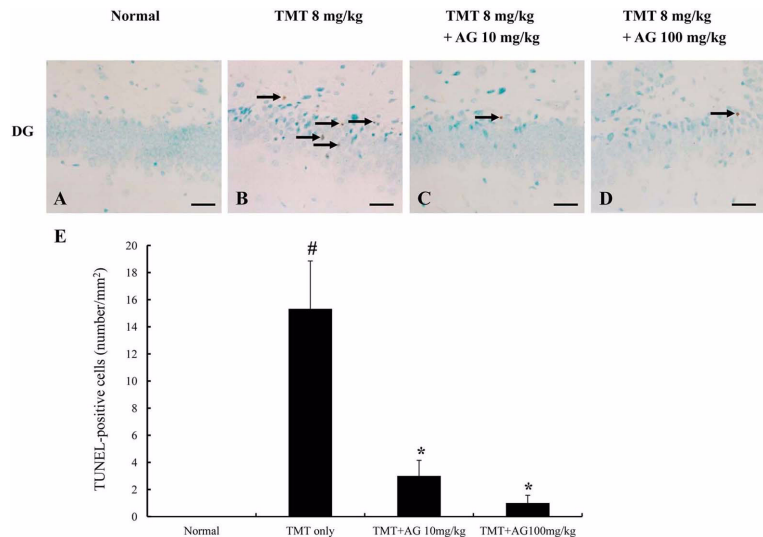 Normal
TMT 8 mg/kg
TMT 8 mg/kg
+ AG 10 mg/kg
TMT 8 mg/kg
+ AG 100 mg/kg
DG
A
B
C
D
E
TUNEL-positive cells (number/mm²)
20
18
16
14
12
10
8
6
4
2
0
#
*
*
Normal
TMT only
TMT+AG 10mg/kg
TMT+AG100mg/kg